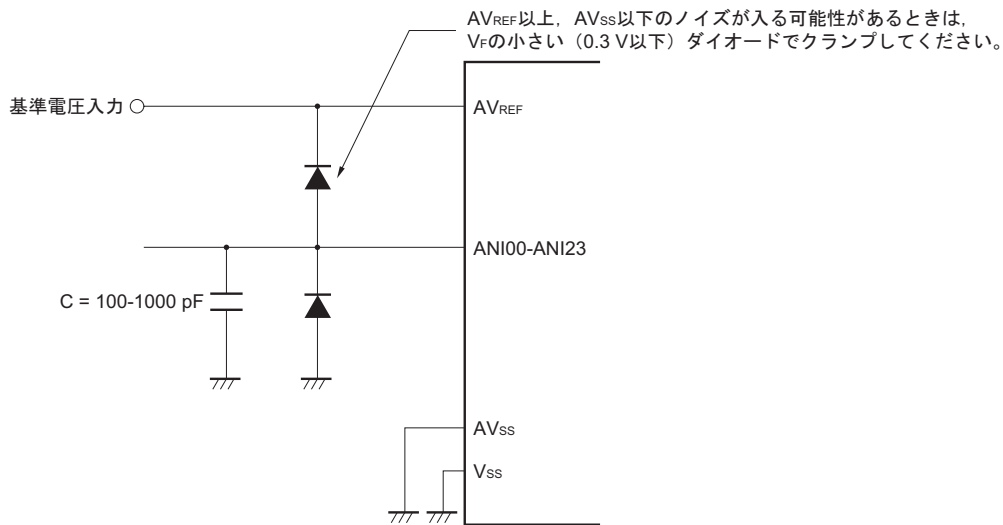 AVREF以上，AVSS以下のノイズが入る可能性があるときは，
VFの小さい（0.3 V以下）ダイオードでクランプしてください。
基準電圧入力
AVREF
ANI00-ANI23
C = 100-1000 pF
AVSS
VSS